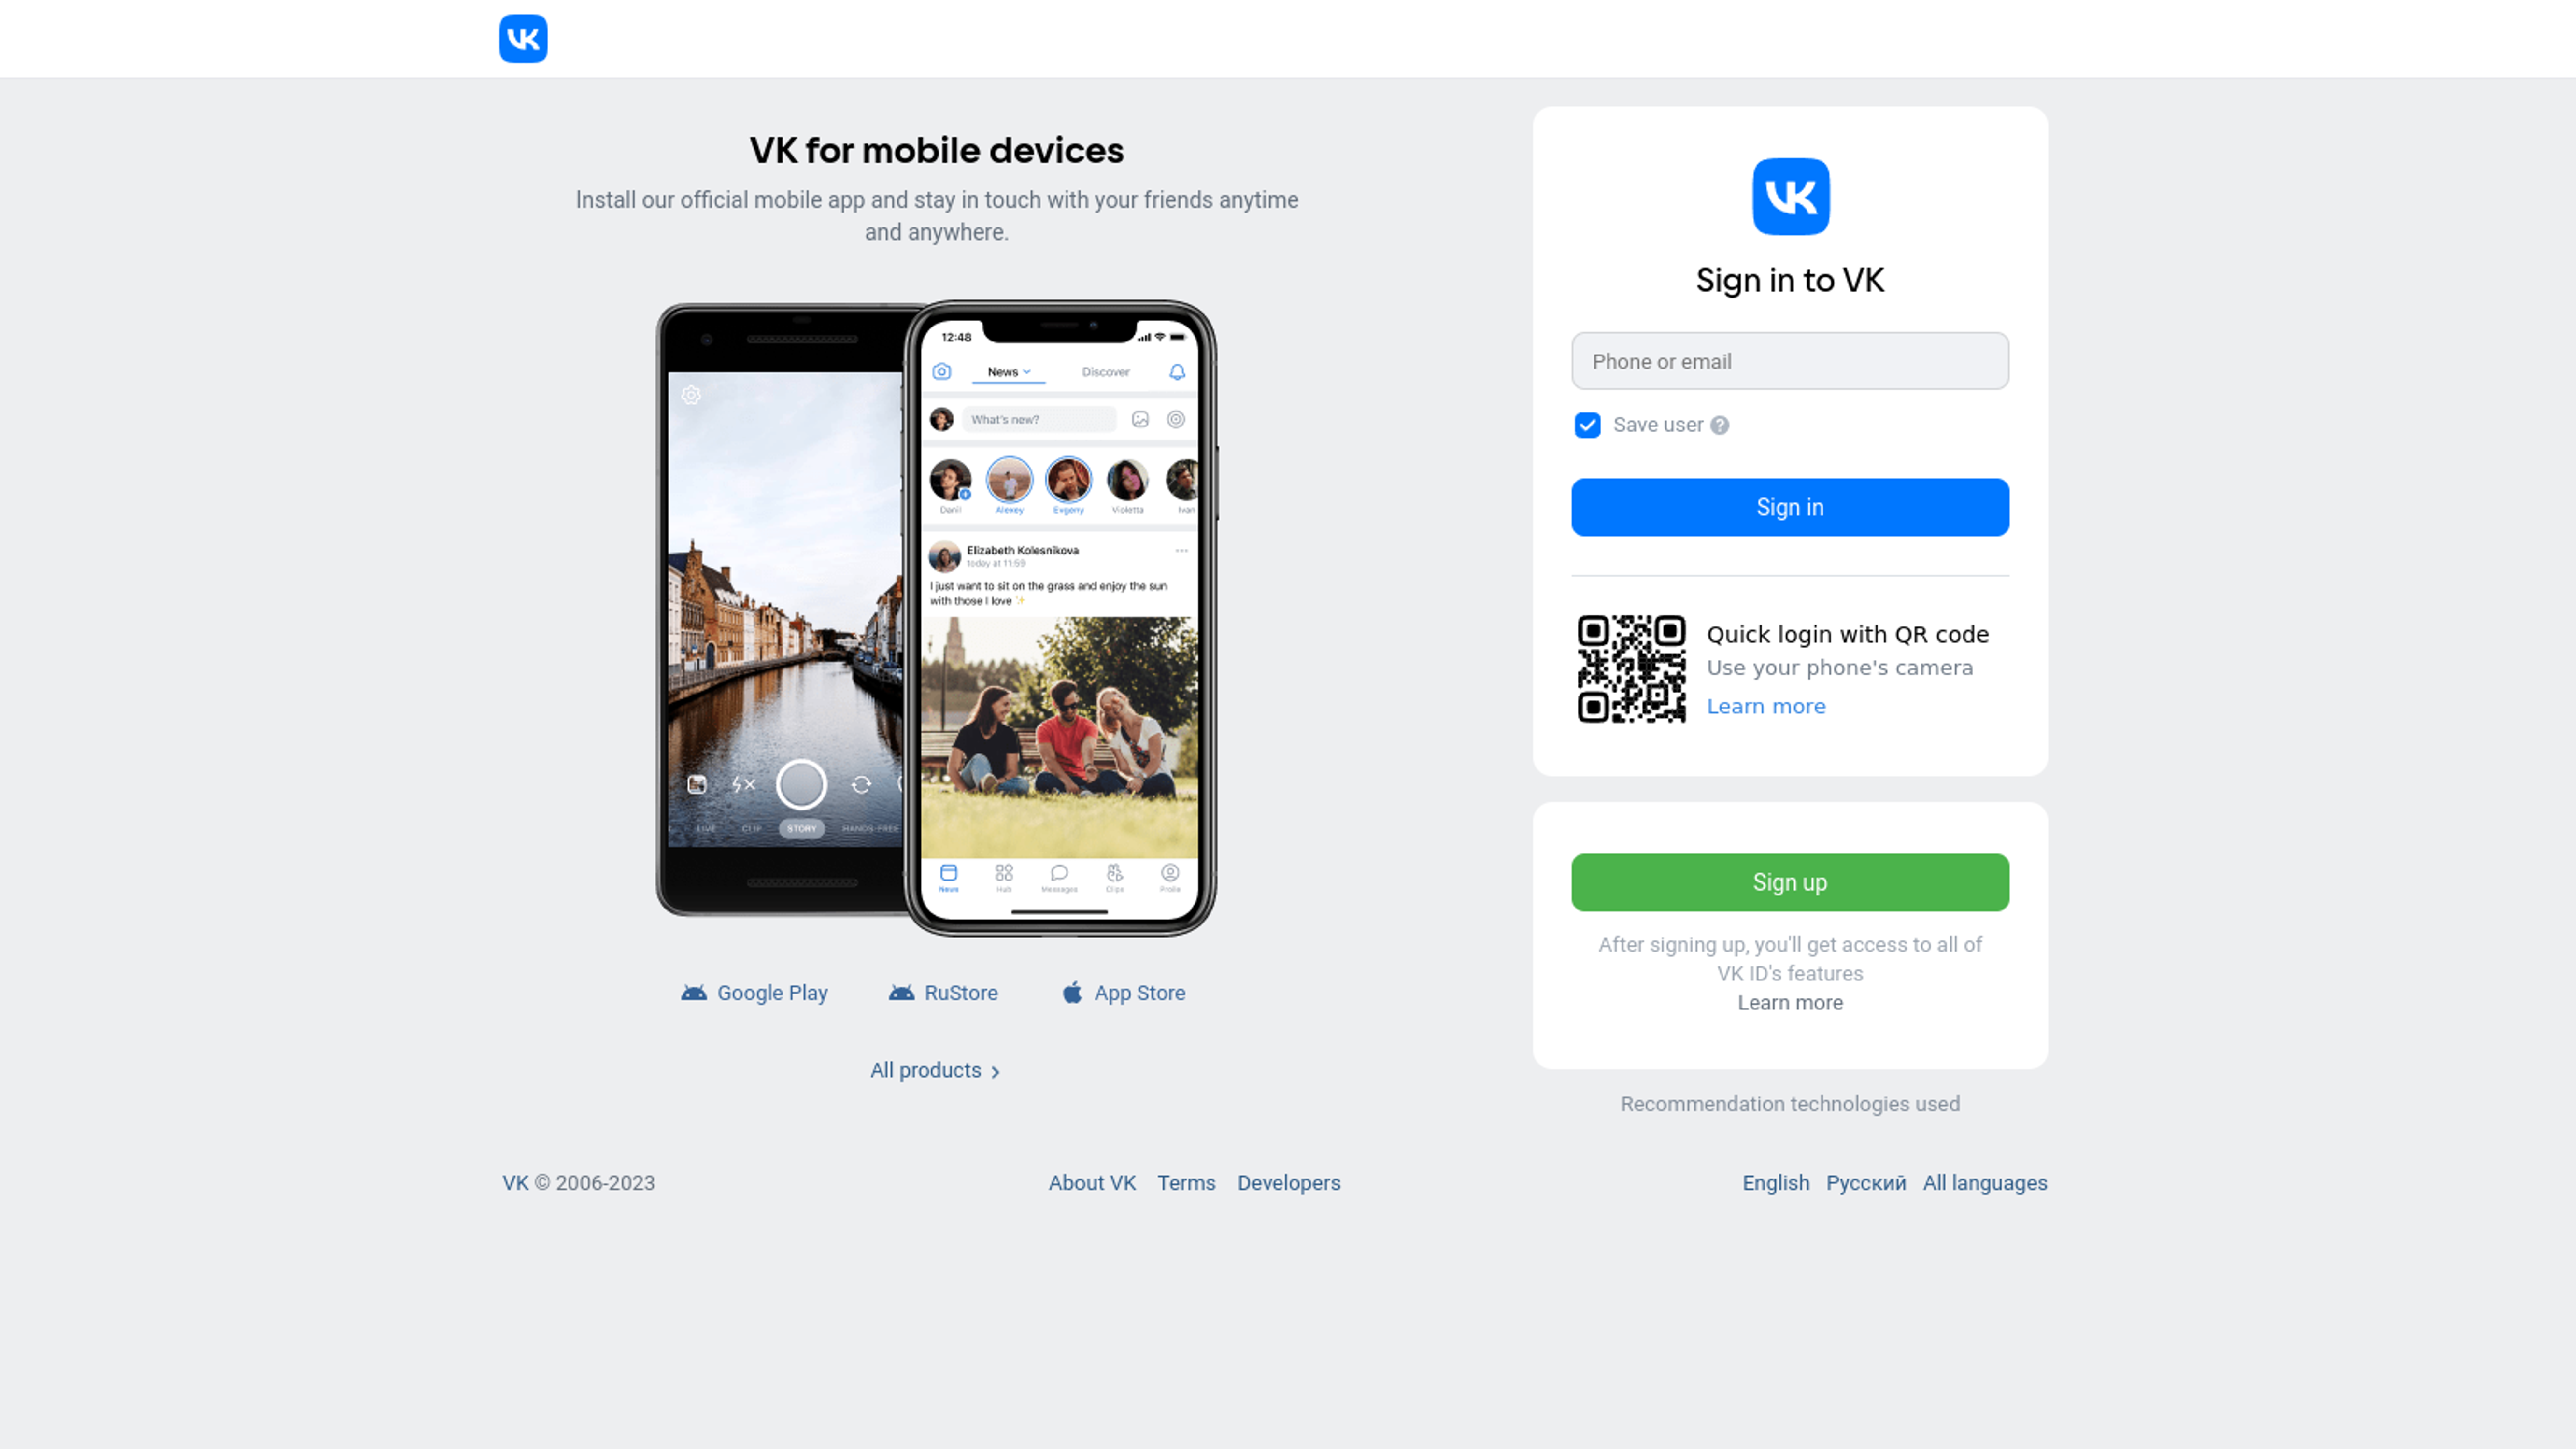 VK
VK for mobile devices
Install our official mobile app and stay in touch with your friends anytime
and anywhere.
12:48
News
Discover
What's new?
Danil
Alexey
Evgeny
Violetta
Ivan
Elizabeth Kolesnikova
today at 11:59
I just want to sit on the grass and enjoy the sun
with those I love ✨
LIVE
CLIP
STORY
HANDS-FREE
News
Hub
Messages
Clips
Profile
Google Play
RuStore
App Store
All products
VK
Sign in to VK
Phone or email
Save user
Sign in
Quick login with QR code
Use your phone's camera
Learn more
Sign up
After signing up, you'll get access to all of
VK ID's features
Learn more
Recommendation technologies used
VK © 2006-2023
About VK Terms Developers
English Русский All languages